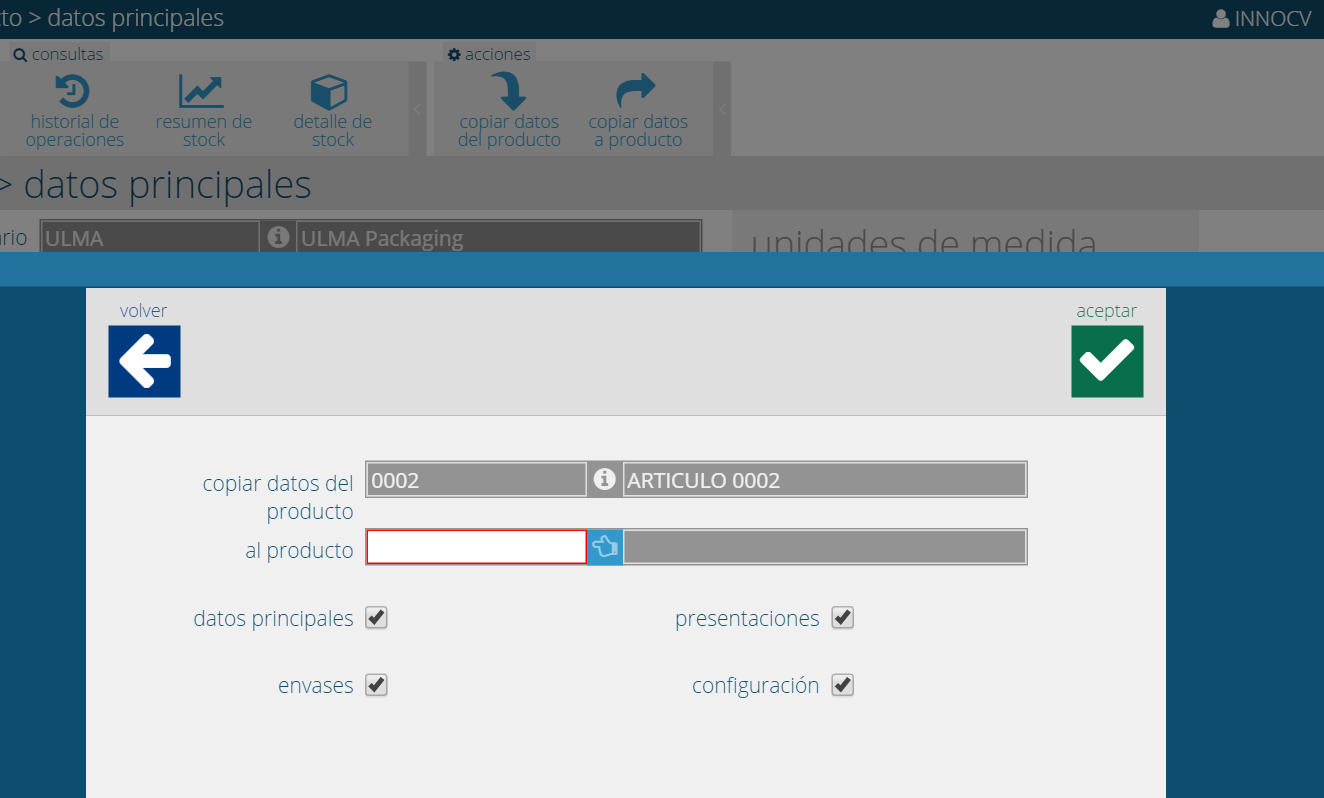 to > datos principales
INNOCV
consultas
acciones
historial de
operaciones
resumen de
stock
detalle de
stock
copiar datos
del producto
copiar datos
a producto
> datos principales
rio
ULMA
ULMA Packaging
unidades de medida
volver
aceptar
copiar datos del
producto
0002
ARTICULO 0002
al producto
datos principales
presentaciones
envases
configuración